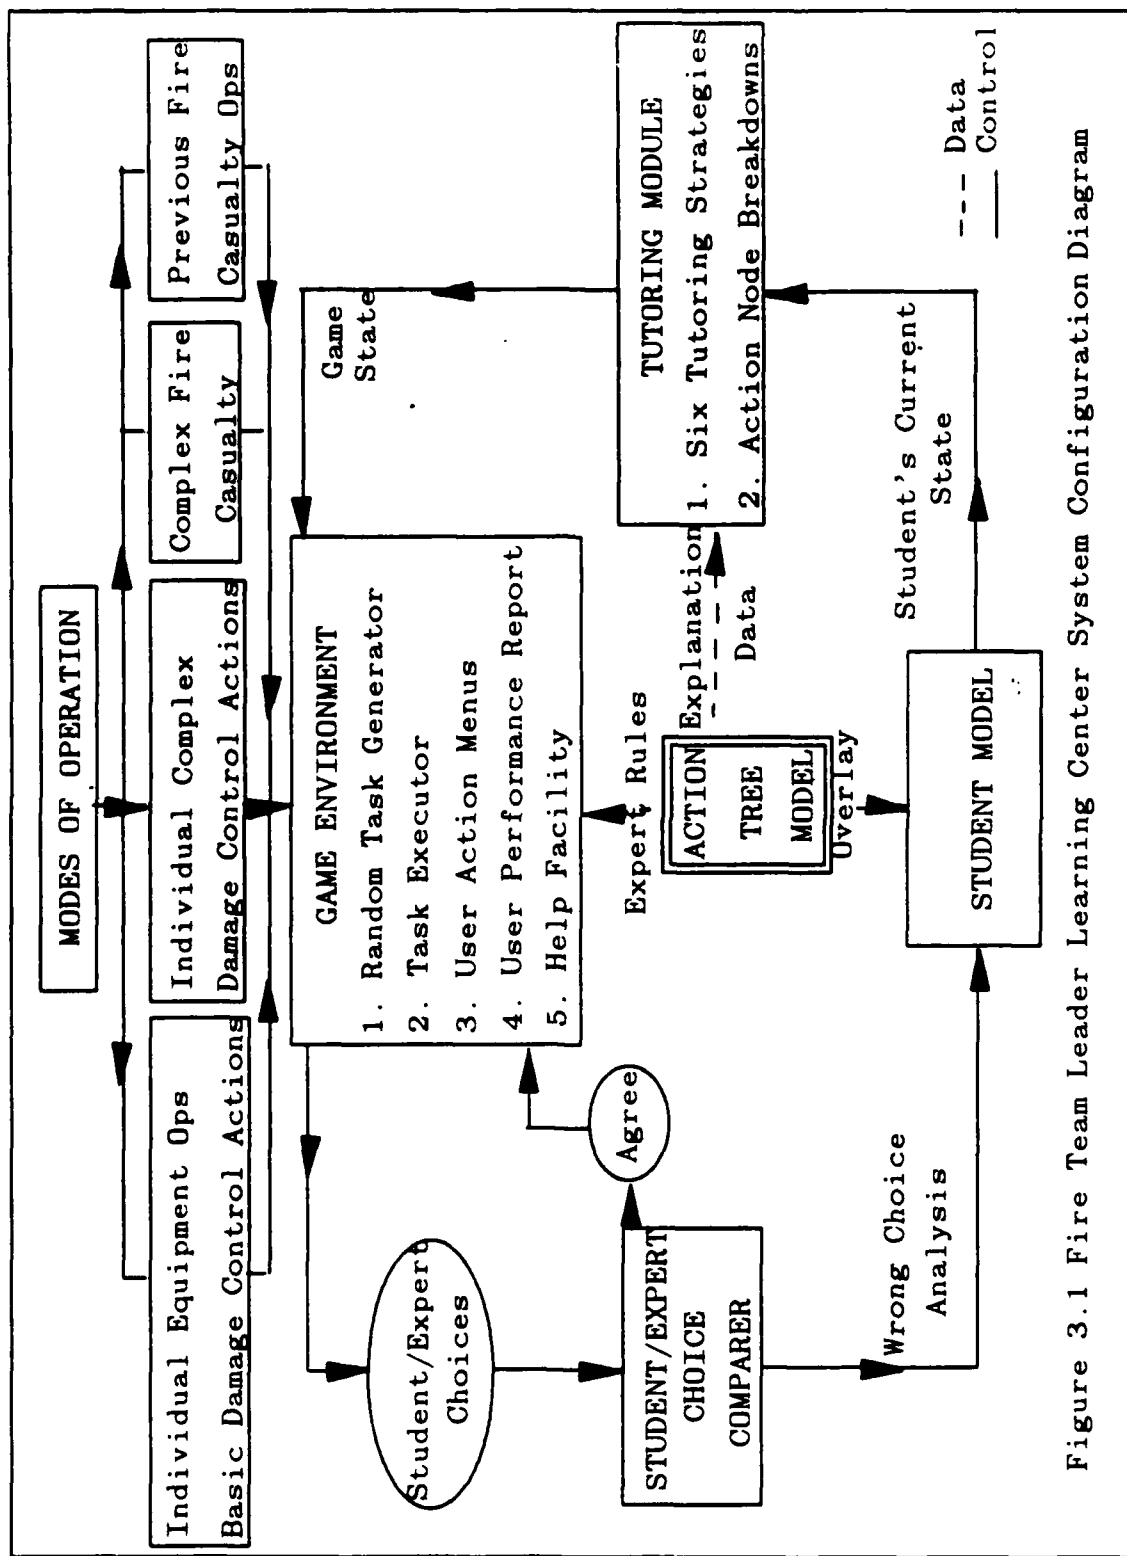 MODES OF OPERATION
Individual Equipment Ops
Basic Damage Control Actions
Individual Complex
Damage Control Actions
Complex Fire
Casualty
Previous Fire
Casualty Ops
GAME ENVIRONMENT
1. Random Task Generator
2. Task Executor
3. User Action Menus
4. User Performance Report
5. Help Facility
Game
State
Student/Expert
Choices
Agree
Expert Rules
STUDENT/EXPERT
CHOICE
COMPARER
ACTION
TREE
MODEL
Explanation
Data
TUTORING MODULE
1. Six Tutoring Strategies
2. Action Node Breakdowns
Overlay
Wrong Choice
Analysis
STUDENT MODEL
Student's Current
State
--- Data
Control
Figure 3.1 Fire Team Leader Learning Center System Configuration Diagram